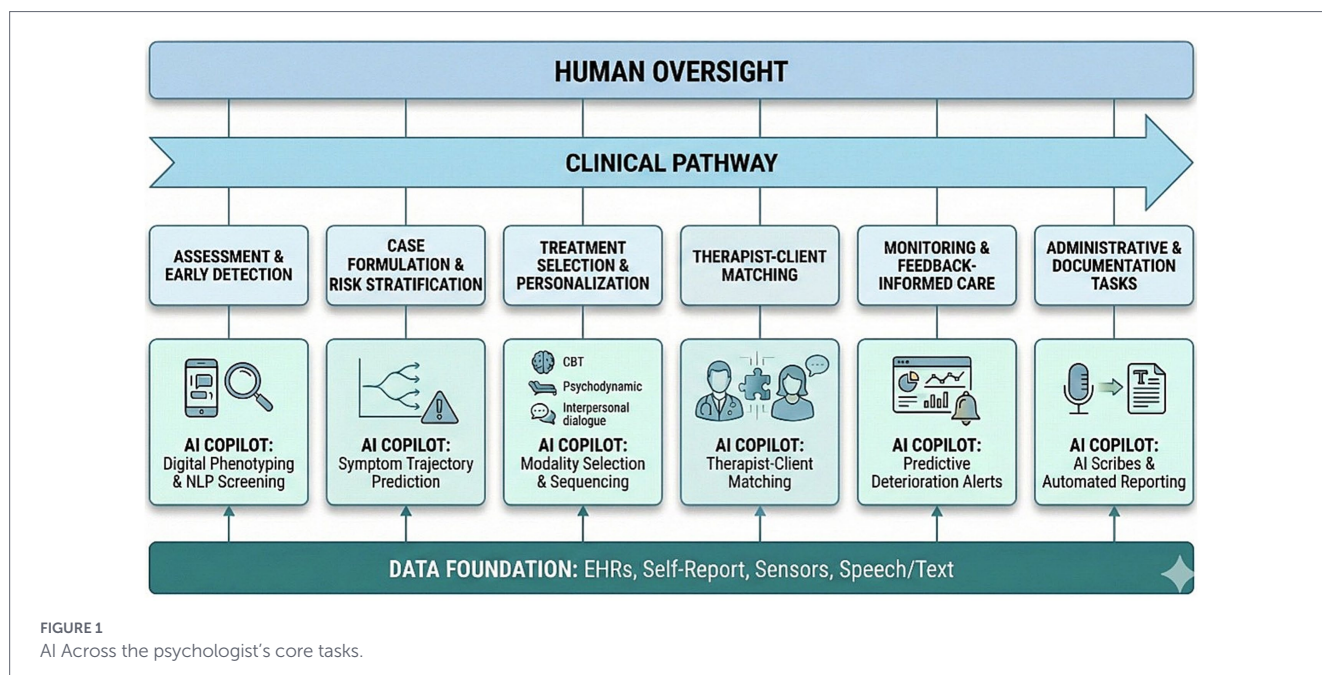 HUMAN OVERSIGHT
CLINICAL PATHWAY
ASSESSMENT &
EARLY DETECTION
CASE
FORMULATION &
RISK STRATIFICATION
TREATMENT
SELECTION &
PERSONALIZATION
THERAPIST-CLIENT
MATCHING
MONITORING &
FEEDBACK-
INFORMED CARE
ADMINISTRATIVE &
DOCUMENTATION
TASKS
AI COPILOT:
Digital Phenotyping
& NLP Screening
AI COPILOT:
Symptom Trajectory
Prediction
CBT
Psychodynamic
Interpersonal
dialogue
AI COPILOT:
Modality Selection
& Sequencing
AI COPILOT:
Therapist-Client
Matching
AI COPILOT:
Predictive
Deterioration Alerts
T
AI COPILOT:
AI Scribes &
Automated Reporting
DATA FOUNDATION: EHRs, Self-Report, Sensors, Speech/Text
FIGURE 1
AI Across the psychologist's core tasks.